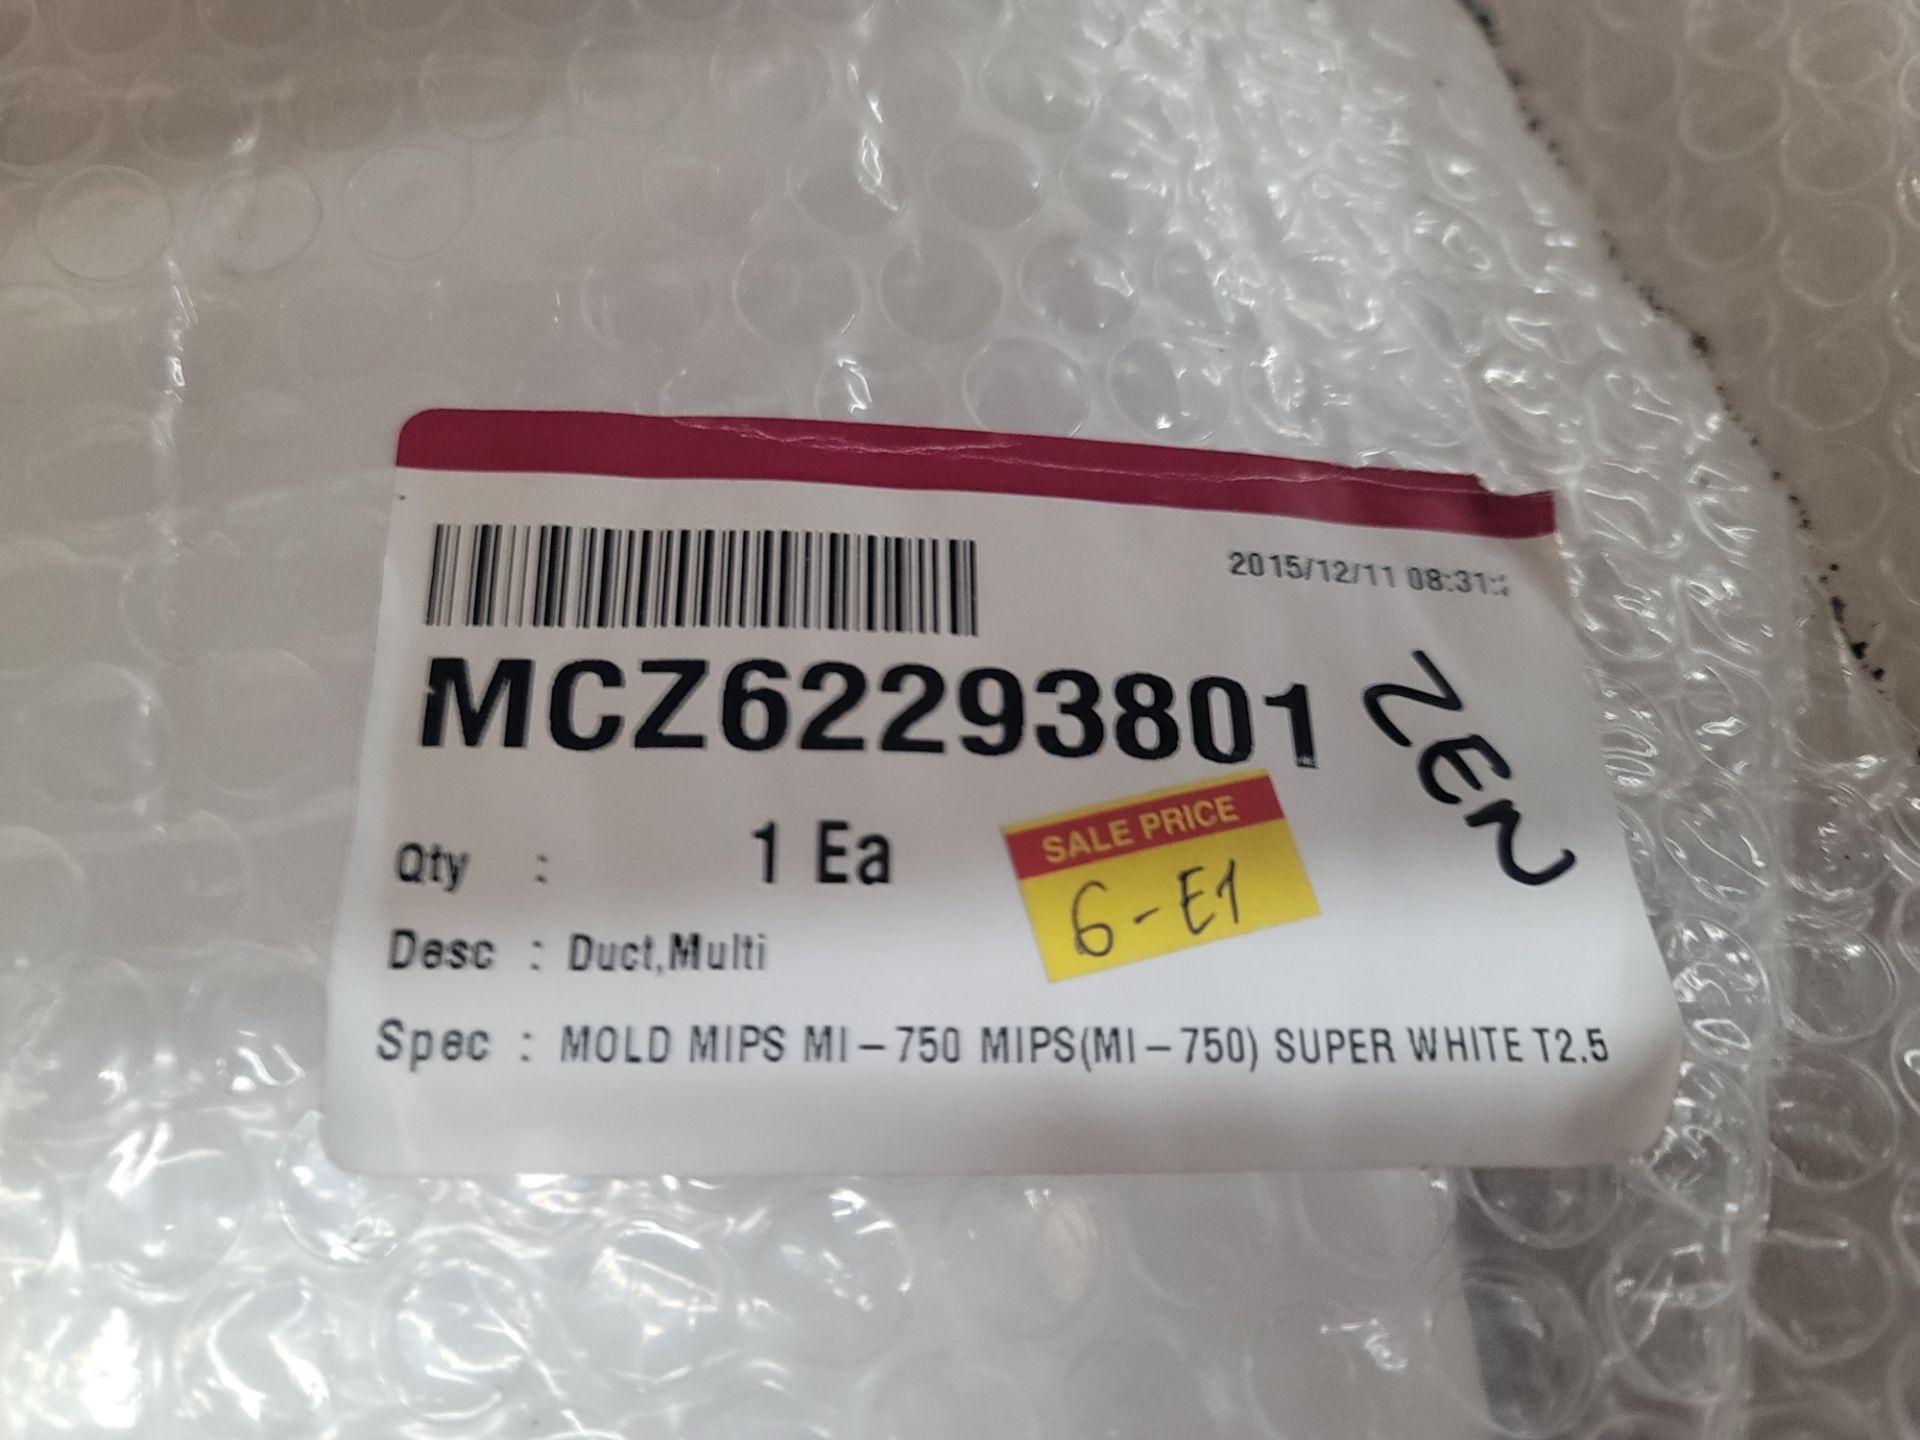 2015/12/11 08:31:
MCZ62293801
ZEN
Qty : 1 Ea
SALE PRICE
6-E1
Desc : Duct,Multi
Spec : MOLD MIPS MI-750 MIPS(MI-750) SUPER WHITE T2.5